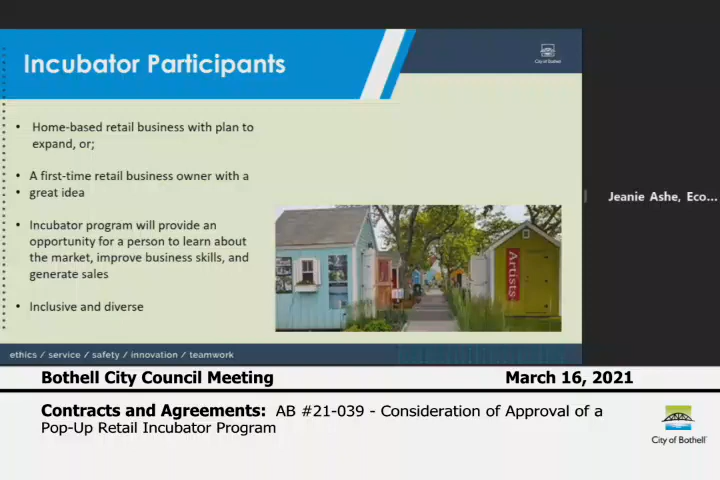 Incubator Participants
City of Bothell
• Home-based retail business with plan to
expand, or;
• A first-time retail business owner with a
• great idea
• Incubator program will provide an
opportunity for a person to learn about
the market, improve business skills, and
generate sales
• Inclusive and diverse
Artists
Jeanie Ashe, Eco...
ethics / service / safety / innovation / teamwork
Bothell City Council Meeting
March 16, 2021
Contracts and Agreements: AB #21-039 - Consideration of Approval of a
Pop-Up Retail Incubator Program
City of Bothell